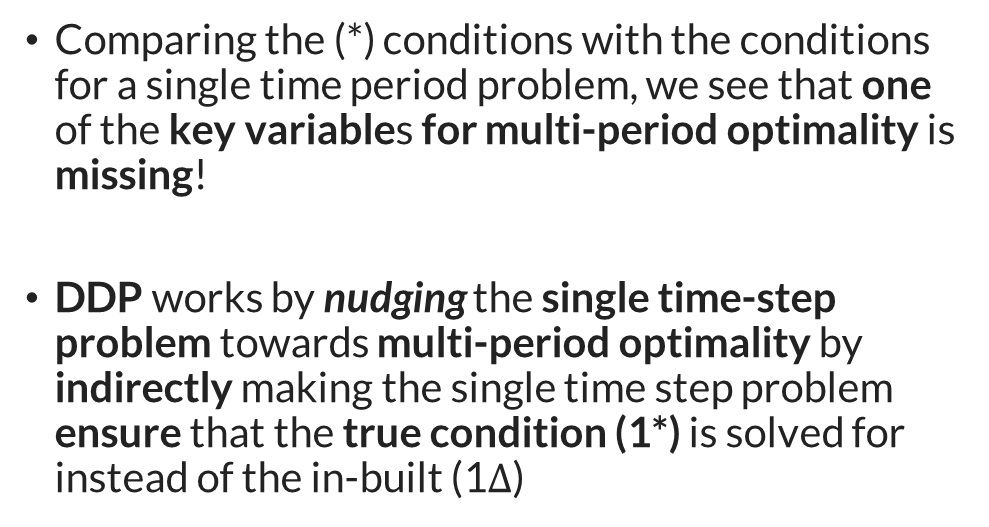 • Comparing the (*) conditions with the conditions
for a single time period problem, we see that one
of the key variables for multi-period optimality is
missing!
• DDP works by nudging the single time-step
problem towards multi-period optimality by
indirectly making the single time step problem
ensure that the true condition (1*) is solved for
instead of the in-built (1Δ)